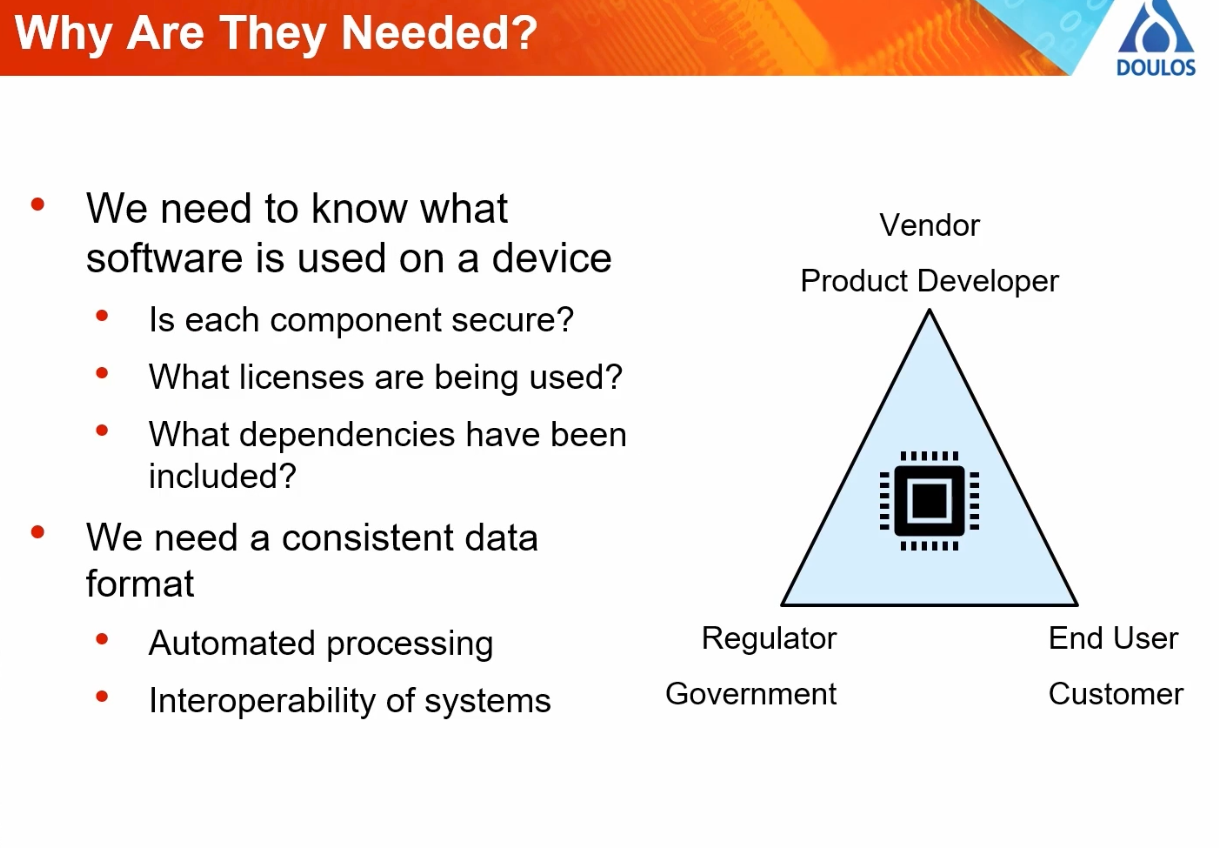 Why Are They Needed?
DOULOS
We need to know what
software is used on a device
Is each component secure?
What licenses are being used?
What dependencies have been
included?
We need a consistent data
format
Automated processing
Interoperability of systems
Vendor
Product Developer
Regulator
Government
End User
Customer